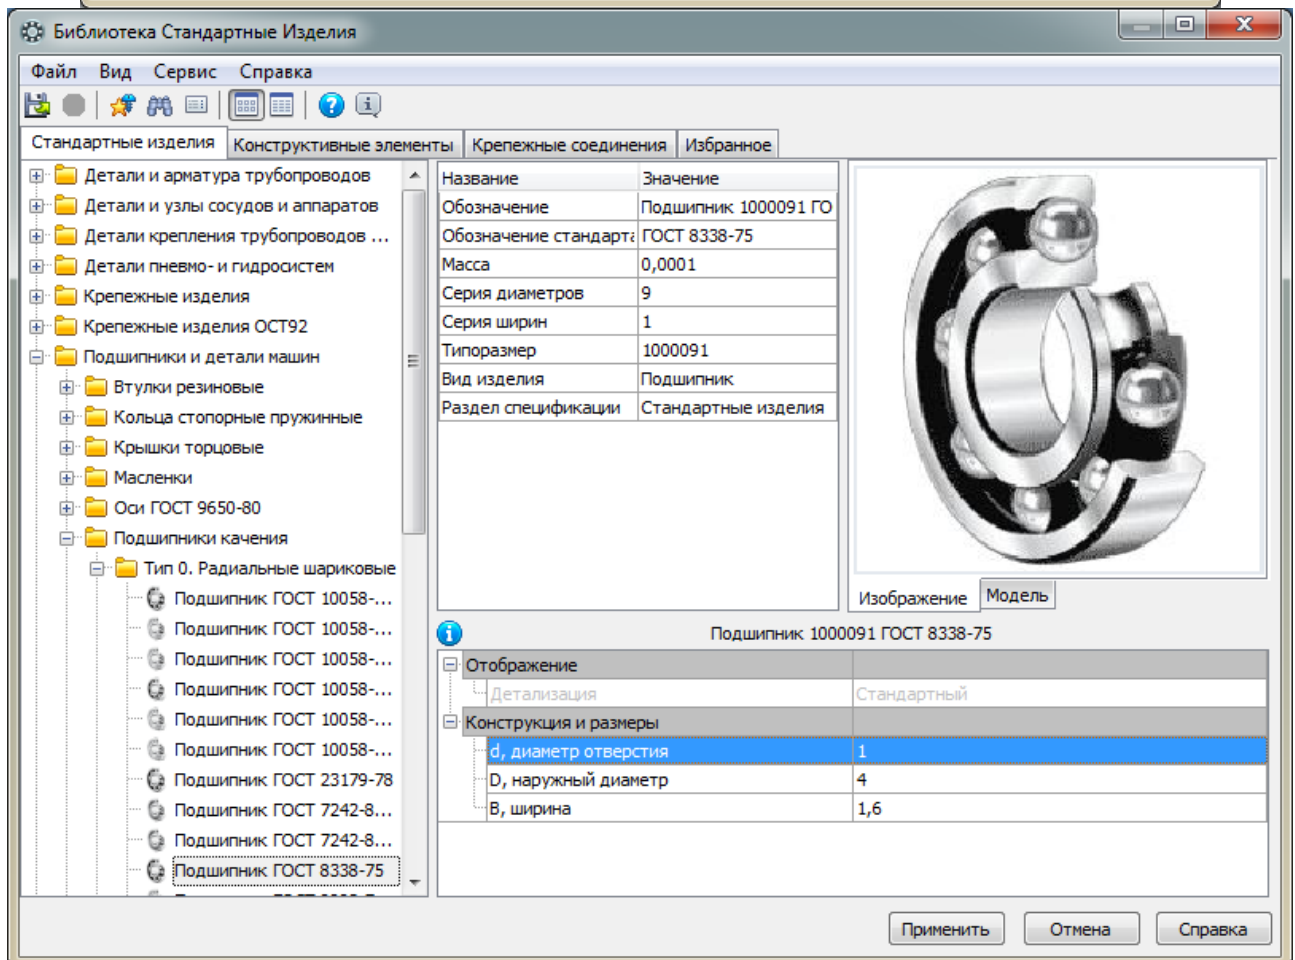 Библиотека Стандартные Изделия
Файл Вид Сервис Справка
Стандартные изделия Конструктивные элементы Крепежные соединения Избранное
Детали и арматура трубопроводов
Детали и узлы сосудов и аппаратов
Детали крепления трубопроводов ...
Детали пневмо- и гидросистем
Крепежные изделия
Крепежные изделия ОСТ92
Подшипники и детали машин
Втулки резиновые
Кольца стопорные пружинные
Крышки торцовые
Масленки
Оси ГОСТ 9650-80
Подшипники качения
Тип 0. Радиальные шариковые
Подшипник ГОСТ 10058-...
Подшипник ГОСТ 10058-...
Подшипник ГОСТ 10058-...
Подшипник ГОСТ 10058-...
Подшипник ГОСТ 10058-...
Подшипник ГОСТ 10058-...
Подшипник ГОСТ 23179-78
Подшипник ГОСТ 7242-8...
Подшипник ГОСТ 7242-8...
Подшипник ГОСТ 8338-75
Название Значение
Обозначение Подшипник 1000091 ГО
Обозначение стандарта ГОСТ 8338-75
Масса 0,0001
Серия диаметров 9
Серия ширин 1
Типоразмер 1000091
Вид изделия Подшипник
Раздел спецификации Стандартные изделия
Изображение Модель
Подшипник 1000091 ГОСТ 8338-75
Отображение
Детализация Стандартный
Конструкция и размеры
d, диаметр отверстия 1
D, наружный диаметр 4
B, ширина 1,6
Применить Отмена Справка